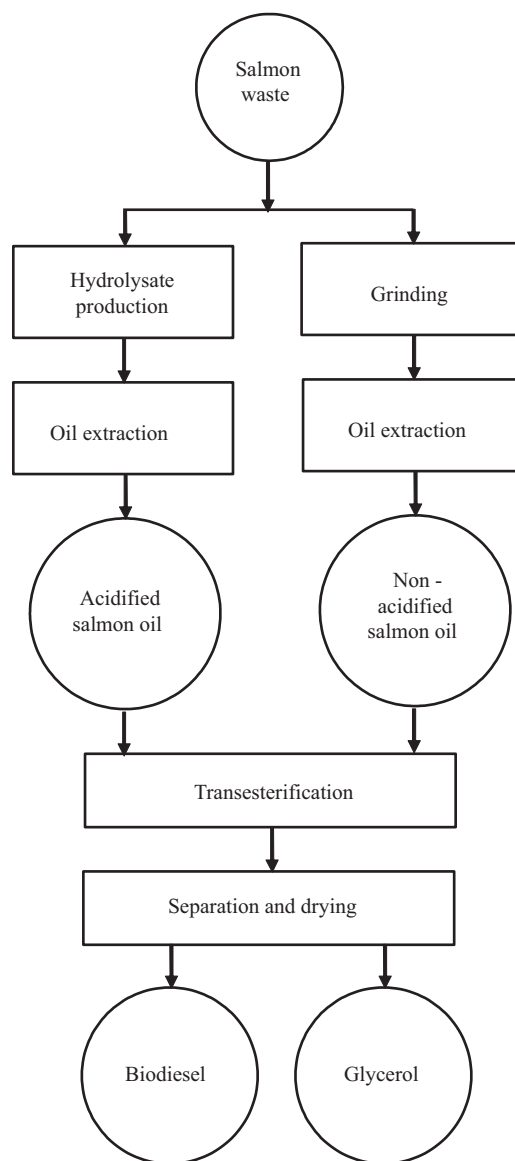 Salmon
waste
Hydrolysate
production
Grinding
Oil extraction
Oil extraction
Acidified
salmon oil
Non -
acidified
salmon oil
Transesterification
Separation and drying
Biodiesel
Glycerol